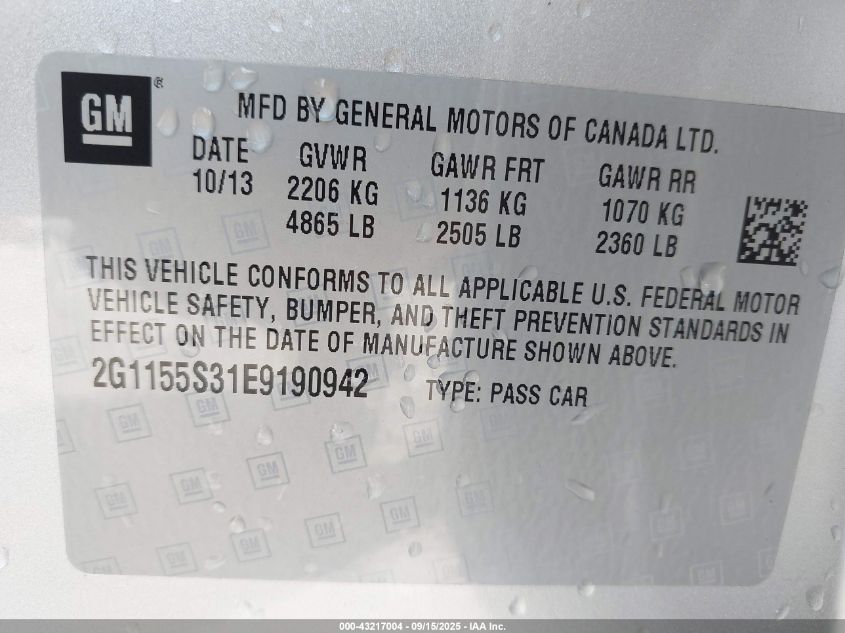 GM ®
MFD BY GENERAL MOTORS OF CANADA LTD.
DATE GVWR GAWR FRT GAWR RR
10/13 2206 KG 1136 KG 1070 KG
4865 LB 2505 LB 2360 LB
THIS VEHICLE CONFORMS TO ALL APPLICABLE U.S. FEDERAL MOTOR
VEHICLE SAFETY, BUMPER, AND THEFT PREVENTION STANDARDS IN
EFFECT ON THE DATE OF MANUFACTURE SHOWN ABOVE.
2G1155S31E9190942 TYPE: PASS CAR
000-43217004 - 09/15/2025 - IAA Inc.